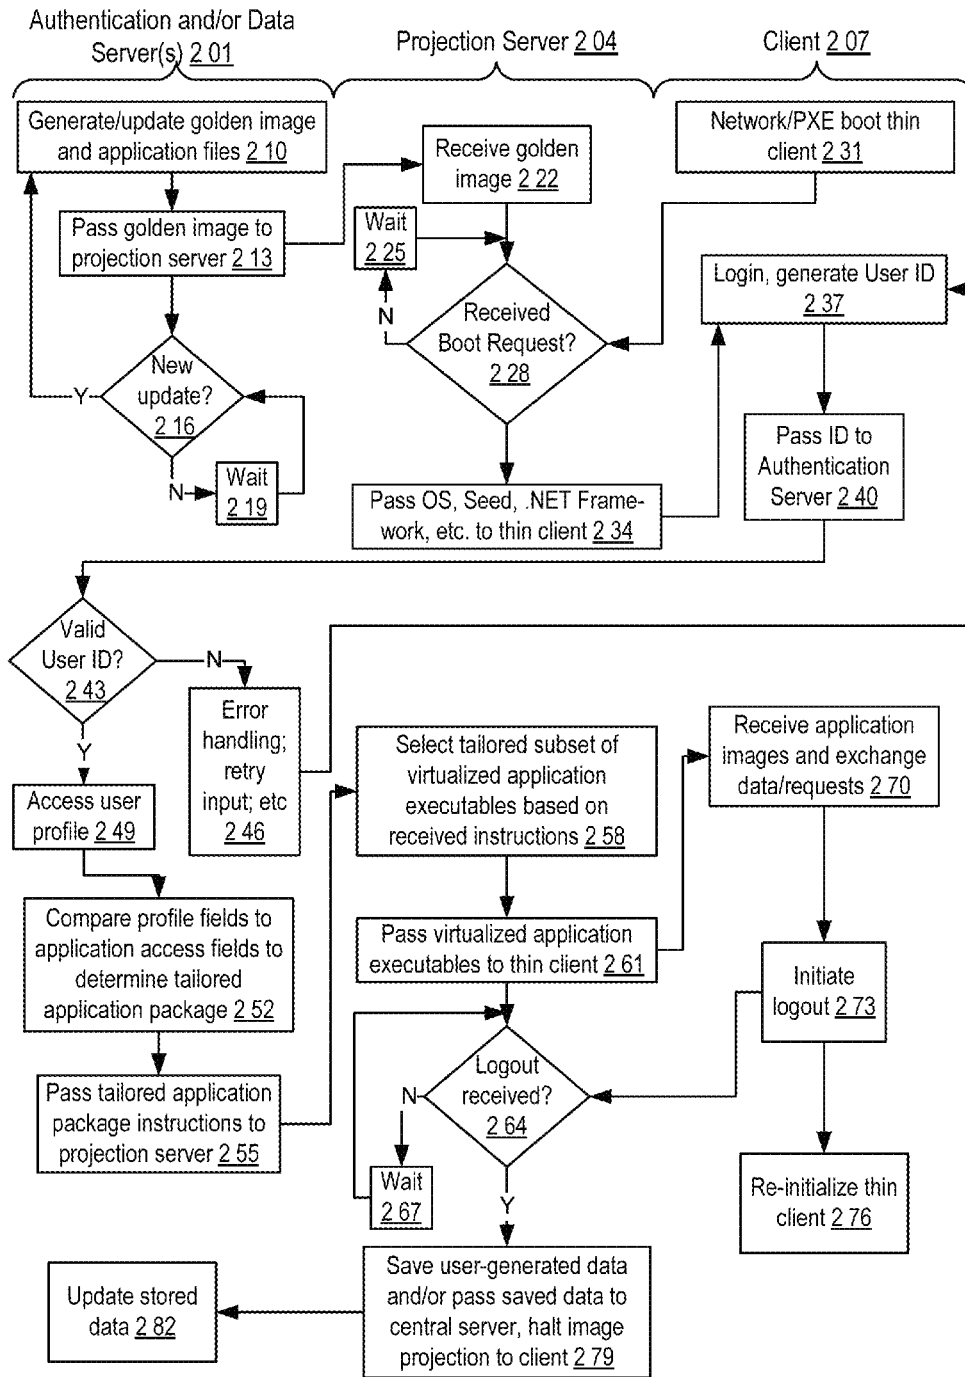 Authentication and/or Data
Server(s) 2 01
Projection Server 2 04
Client 2 07
Generate/update golden image
and application files 2 10
Receive golden
image 2 22
Network/PXE boot thin
client 2 31
Pass golden image to
projection server 2 13
Wait
2 25
Login, generate User ID
2 37
N
Received
Boot Request?
2 28
New
update?
2 16
Y
N
Wait
2 19
Pass ID to
Authentication
Server 2 40
Pass OS, Seed, .NET Frame-
work, etc. to thin client 2 34
Valid
User ID?
2 43
N
Y
Error
handling;
retry
input; etc
2 46
Select tailored subset of
virtualized application
executables based on
received instructions 2 58
Receive application
images and exchange
data/requests 2 70
Access user
profile 2 49
Compare profile fields to
application access fields to
determine tailored
application package 2 52
Pass virtualized application
executables to thin client 2 61
Initiate
logout 2 73
Logout
received?
2 64
N
Y
Pass tailored application
package instructions to
projection server 2 55
Wait
2 67
Re-initialize thin
client 2 76
Save user-generated data
and/or pass saved data to
central server, halt image
projection to client 2 79
Update stored
data 2 82